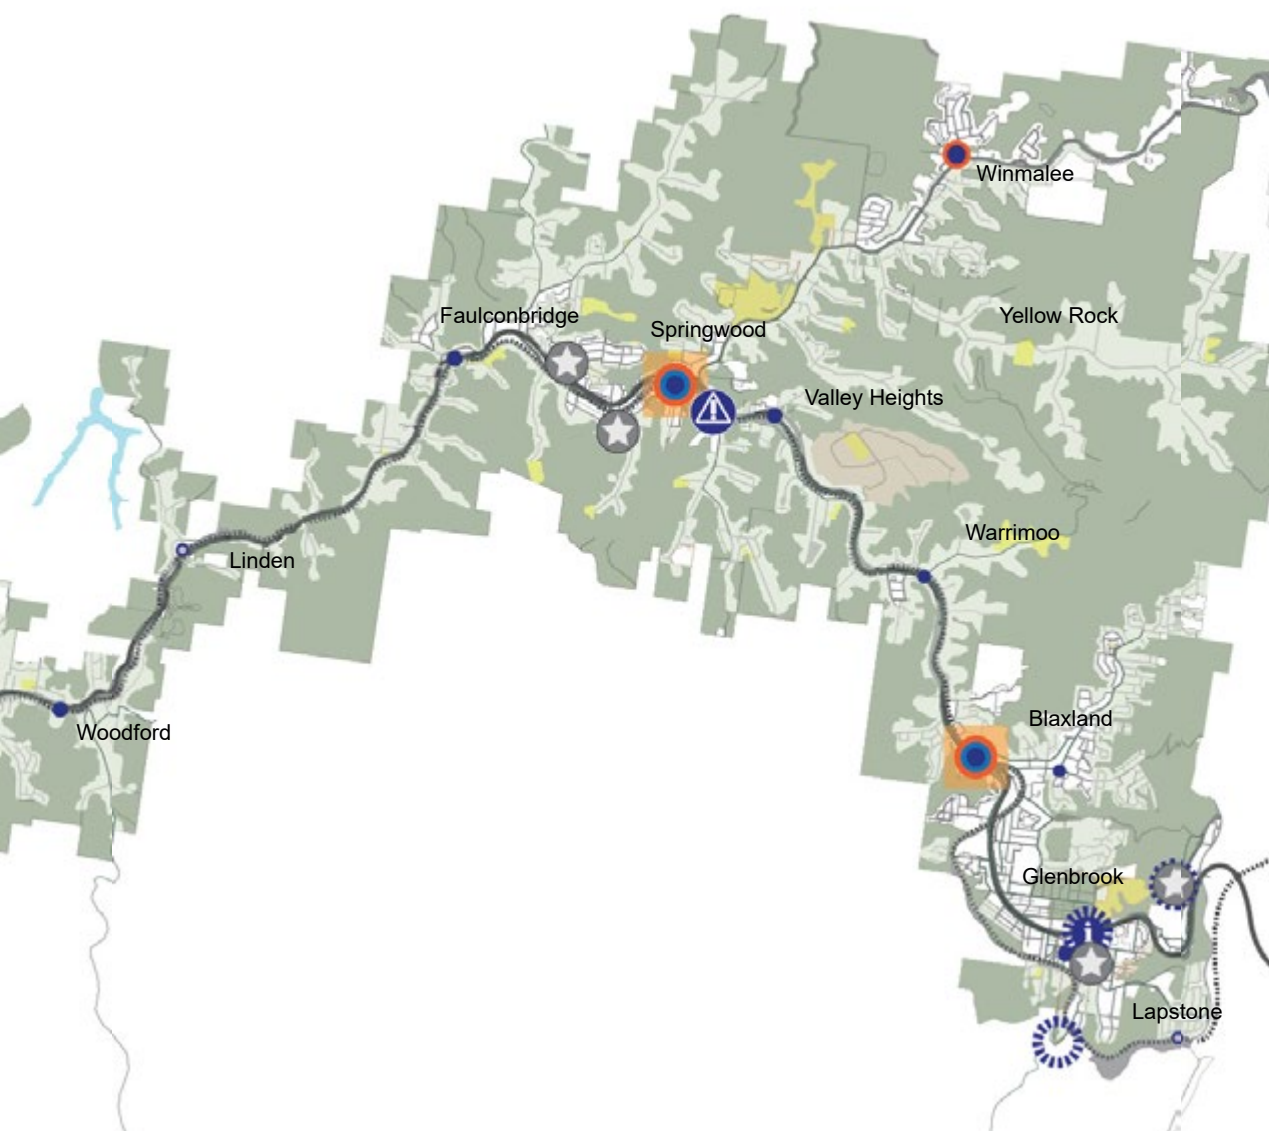 Winmalee
Faulconbridge
Springwood
Yellow Rock
Valley Heights
Warrimoo
Linden
Woodford
Blaxland
Glenbrook
i
Lapstone